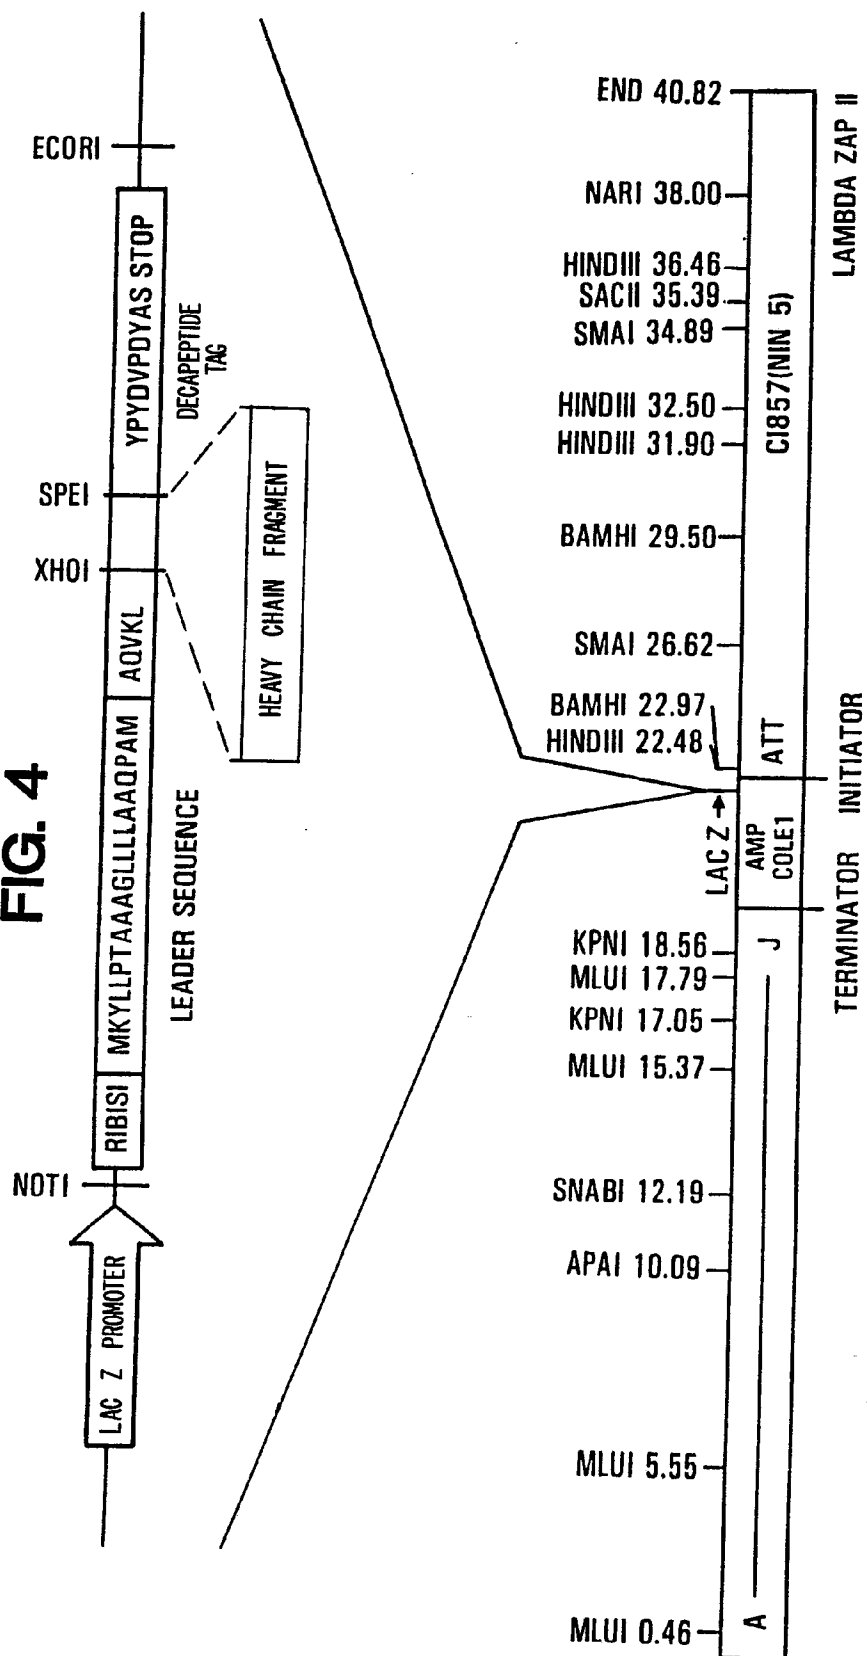 FIG. 4
ECORI
YPYDVPDYAS STOP
DECAPEPTIDE
TAG
SPEI
XHOI
HEAVY CHAIN FRAGMENT
AQVKL
MKYLLPTAAAGLLLLAAQPAM
LEADER SEQUENCE
RIBISI
NOTI
LAC Z PROMOTER
END 40.82
NARI 38.00
HINDIII 36.46
SACII 35.39
SMAI 34.89
HINDIII 32.50
HINDIII 31.90
BAMHI 29.50
SMAI 26.62
BAMHI 22.97
HINDIII 22.48
LAC Z
KPNI 18.56
MLUI 17.79
KPNI 17.05
MLUI 15.37
SNABI 12.19
APAI 10.09
MLUI 5.55
MLUI 0.46
CI857(NIN 5)
ATT
AMP
COLE1
J
A
LAMBDA ZAP II
INITIATOR
TERMINATOR